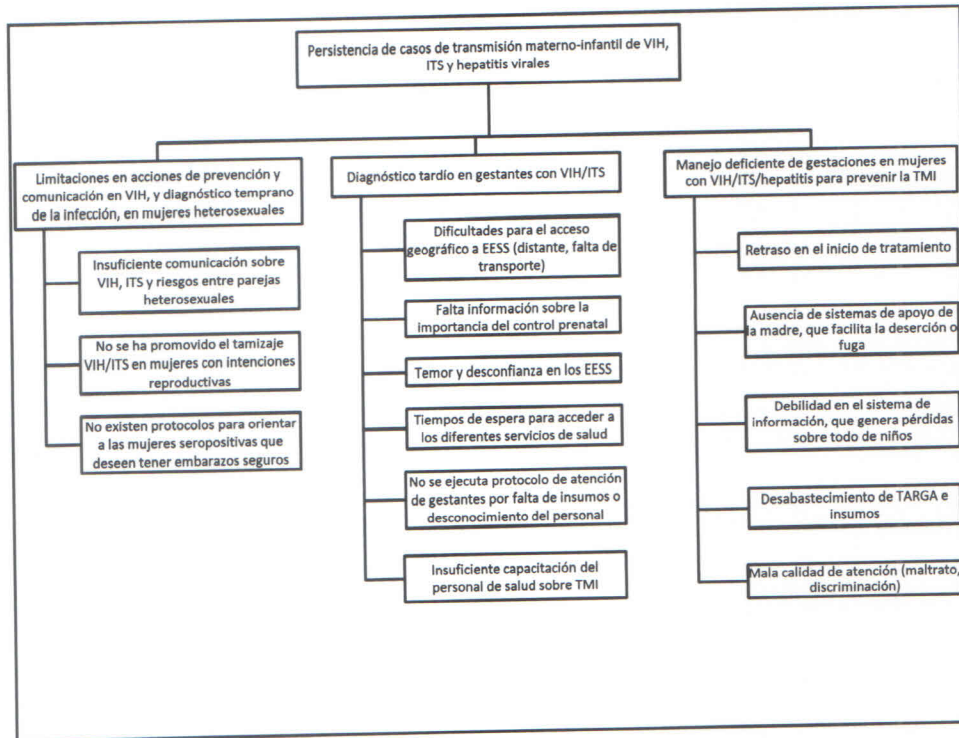 Persistencia de casos de transmisión materno-infantil de VIH,
ITS y hepatitis virales
Limitaciones en acciones de prevención y
comunicación en VIH, y diagnóstico temprano
de la infección, en mujeres heterosexuales
Insuficiente comunicación sobre
VIH, ITS y riesgos entre parejas
heterosexuales
No se ha promovido el tamizaje
VIH/ITS en mujeres con intenciones
reproductivas
No existen protocolos para orientar
a las mujeres seropositivas que
deseen tener embarazos seguros
Diagnóstico tardío en gestantes con VIH/ITS
Dificultades para el acceso
geográfico a EESS (distante, falta de
transporte)
Falta información sobre la
importancia del control prenatal
Temor y desconfianza en los EESS
Tiempos de espera para acceder a
los diferentes servicios de salud
No se ejecuta protocolo de atención
de gestantes por falta de insumos o
desconocimiento del personal
Insuficiente capacitación del
personal de salud sobre TMI
Manejo deficiente de gestaciones en mujeres
con VIH/ITS/hepatitis para prevenir la TMI
Retraso en el inicio de tratamiento
Ausencia de sistemas de apoyo de
la madre, que facilita la deserción o
fuga
Debilidad en el sistema de
información, que genera pérdidas
sobre todo de niños
Desabastecimiento de TARGA e
insumos
Mala calidad de atención (maltrato,
discriminación)